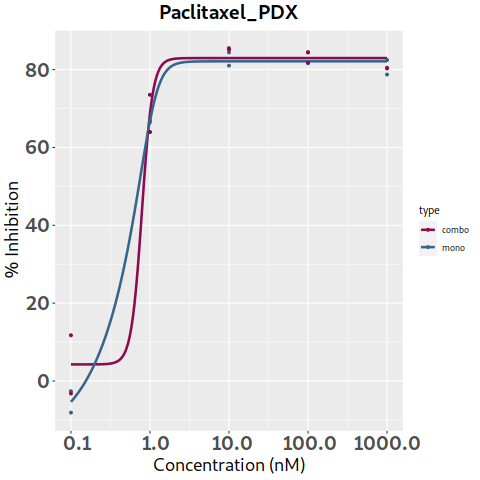 Paclitaxel_PDX
% Inhibition
80
60
40
20
0
0.1 1.0 10.0 100.0 1000.0
Concentration (nM)
type
combo
mono